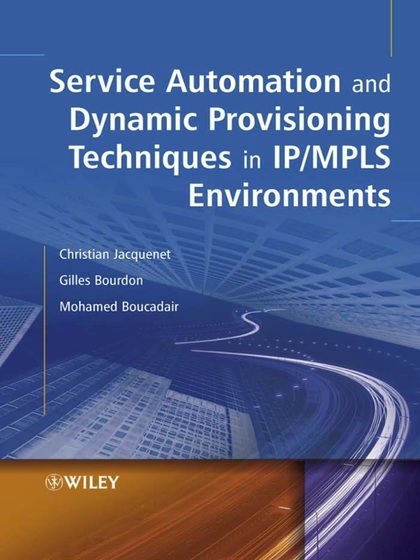 Service Automation and
Dynamic Provisioning
Techniques in IP/MPLS
Environments
Christian Jacquenet
Gilles Bourdon
Mohamed Boucadair
WILEY